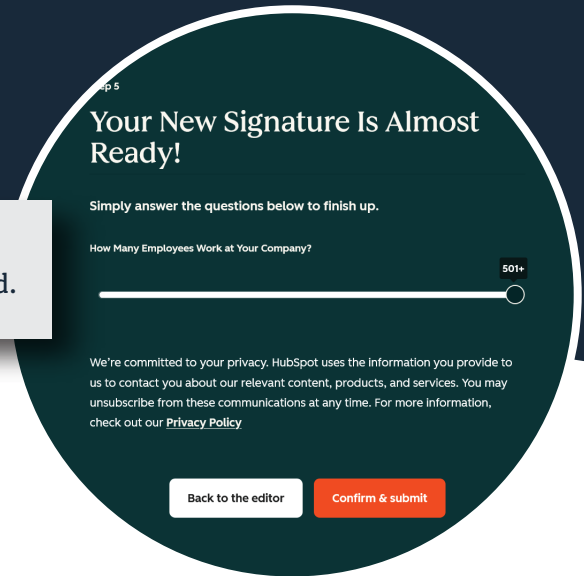 ep 5
Your New Signature Is Almost
Ready!
Simply answer the questions below to finish up.
d.
How Many Employees Work at Your Company?
501+
We're committed to your privacy. HubSpot uses the information you provide to
us to contact you about our relevant content, products, and services. You may
unsubscribe from these communications at any time. For more information,
check out our Privacy Policy
Back to the editor
Confirm & submit